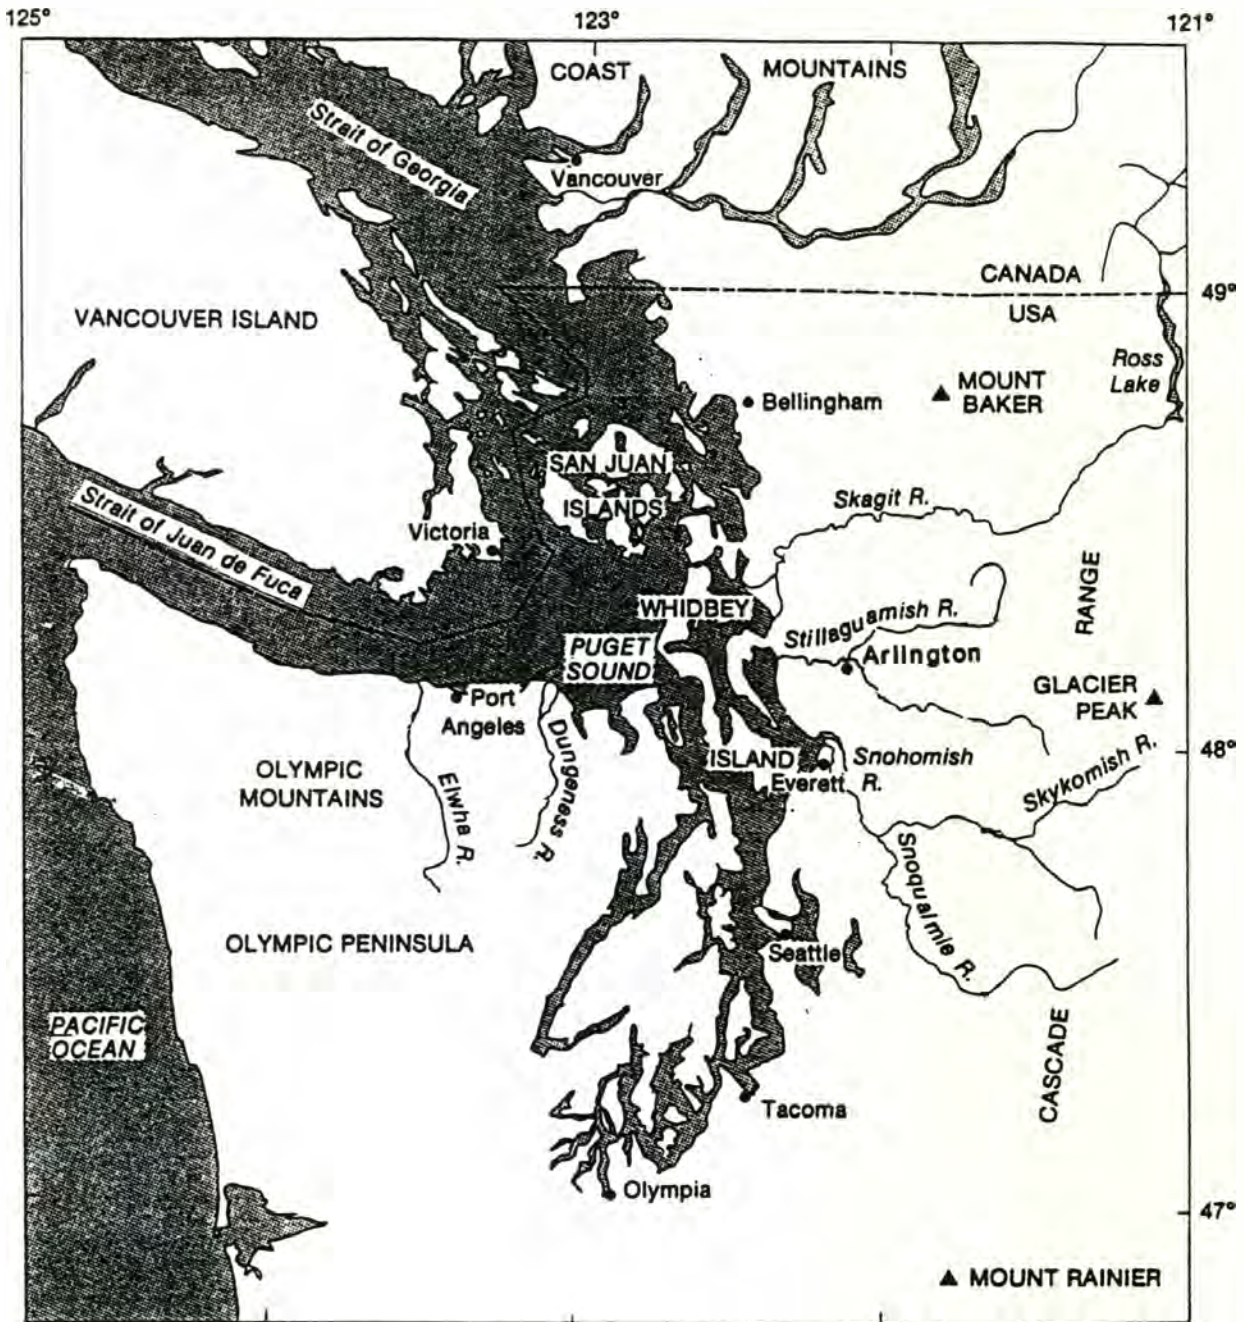 125°
123°
121°
COAST
MOUNTAINS
Strait of Georgia
Vancouver
CANADA
49°
USA
VANCOUVER ISLAND
Ross
Lake
MOUNT
BAKER
Bellingham
SAN JUAN
ISLANDS
Skagit R.
Strait of Juan de Fuca
Victoria
RANGE
WHIDBEY
Stillaguamish R.
PUGET
SOUND
Arlington
GLACIER
PEAK
Port
Angeles
Dungeness R.
Elwha R.
ISLAND
Everett
Snohomish
R.
48°
Skykomish R.
OLYMPIC
MOUNTAINS
Snoqualmie R.
OLYMPIC PENINSULA
Seattle
PACIFIC
OCEAN
CASCADE
Tacoma
Olympia
47°
MOUNT RAINIER